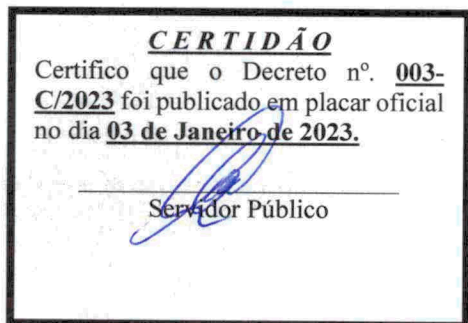 CERTIDÃO
Certifico que o Decreto nº. 003-
C/2023 foi publicado em placar oficial
no dia 03 de Janeiro de 2023.
Servidor Público